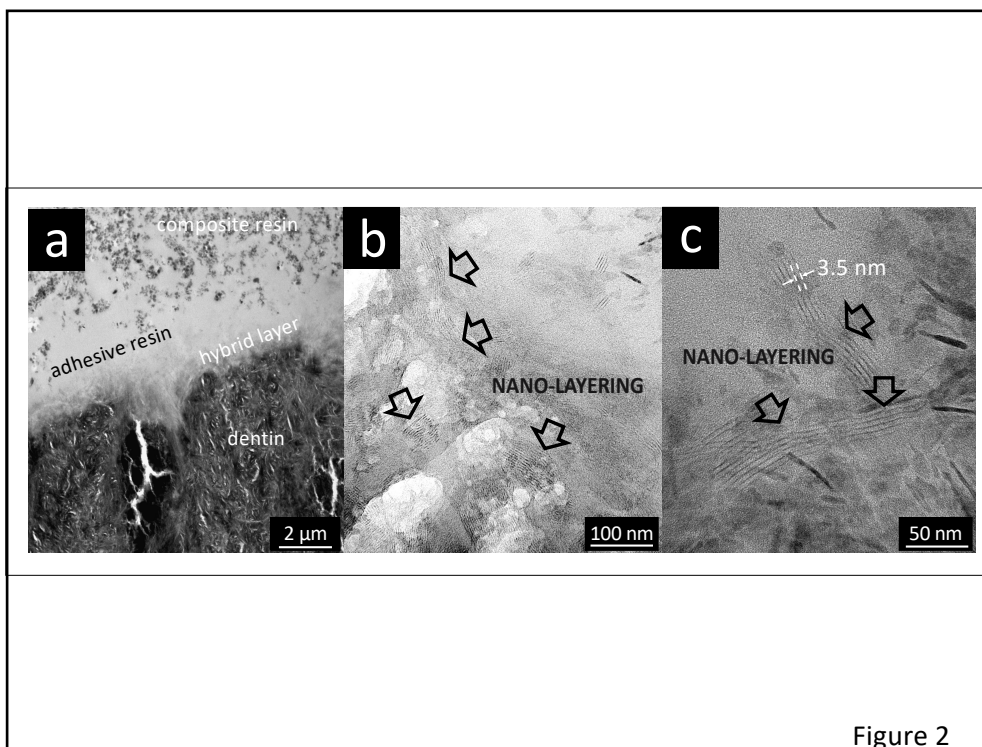 a
composite resin
adhesive resin
hybrid layer
dentin
2 µm
b
NANO-LAYERING
100 nm
c
3.5 nm
NANO-LAYERING
50 nm
Figure 2